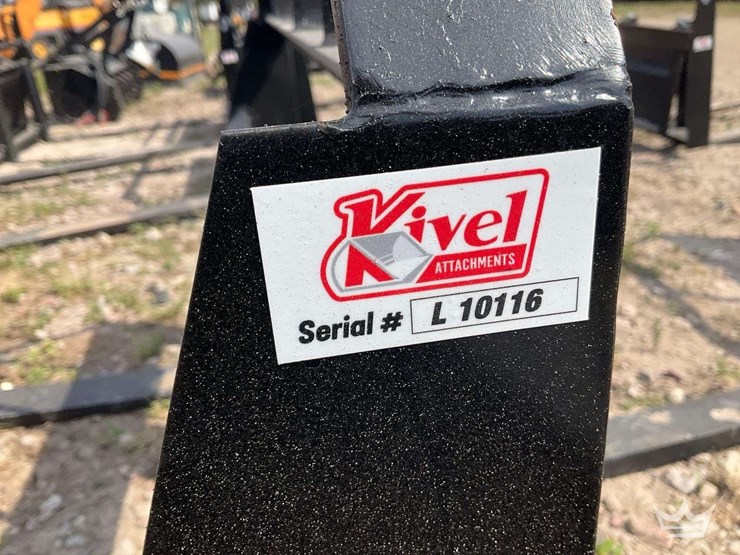 Kivel
ATTACHMENTS
Serial # L 10116